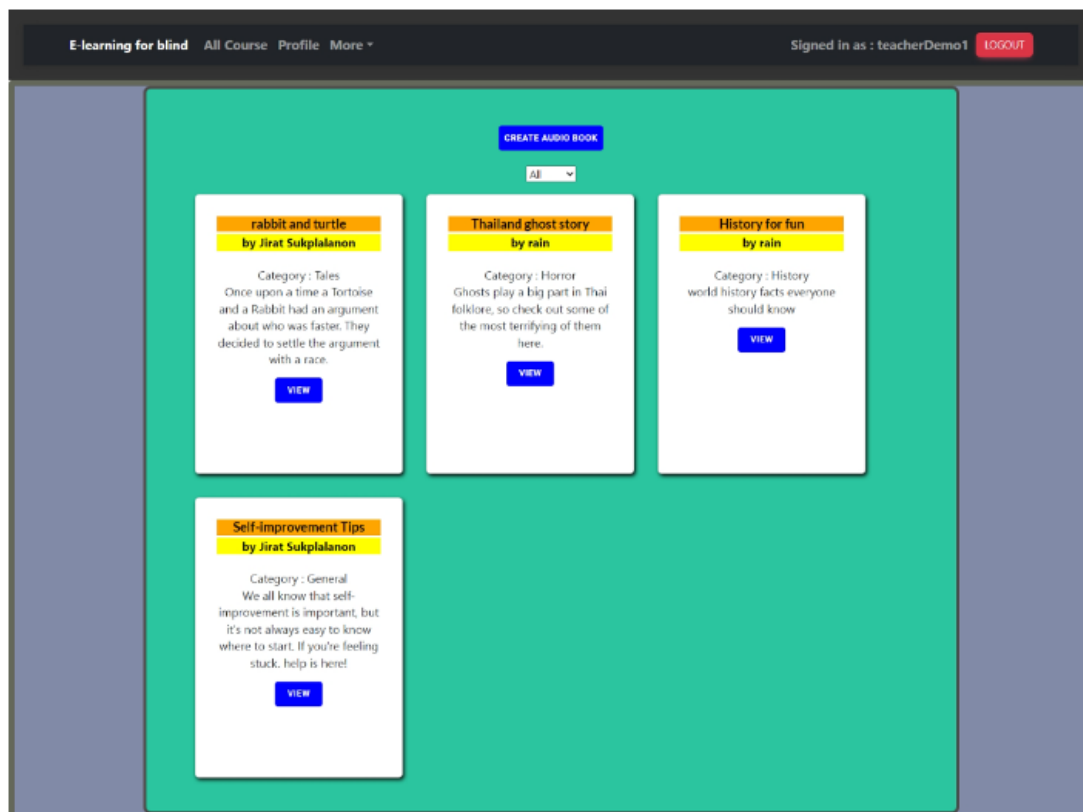 E-learning for blind All Course Profile More Signed in as : teacherDemo1 LOGOUT
CREATE AUDIO BOOK
All
rabbit and turtle
by Jirat Sukplalanon
Category : Tales
Once upon a time a Tortoise
and a Rabbit had an argument
about who was faster. They
decided to settle the argument
with a race.
VIEW
Thailand ghost story
by rain
Category : Horror
Ghosts play a big part in Thai
folklore, so check out some of
the most terrifying of them
here.
VIEW
History for fun
by rain
Category : History
world history facts everyone
should know
VIEW
Self-improvement Tips
by Jirat Sukplalanon
Category : General
We all know that self-
improvement is important, but
it's not always easy to know
where to start. If you're feeling
stuck. help is here!
VIEW